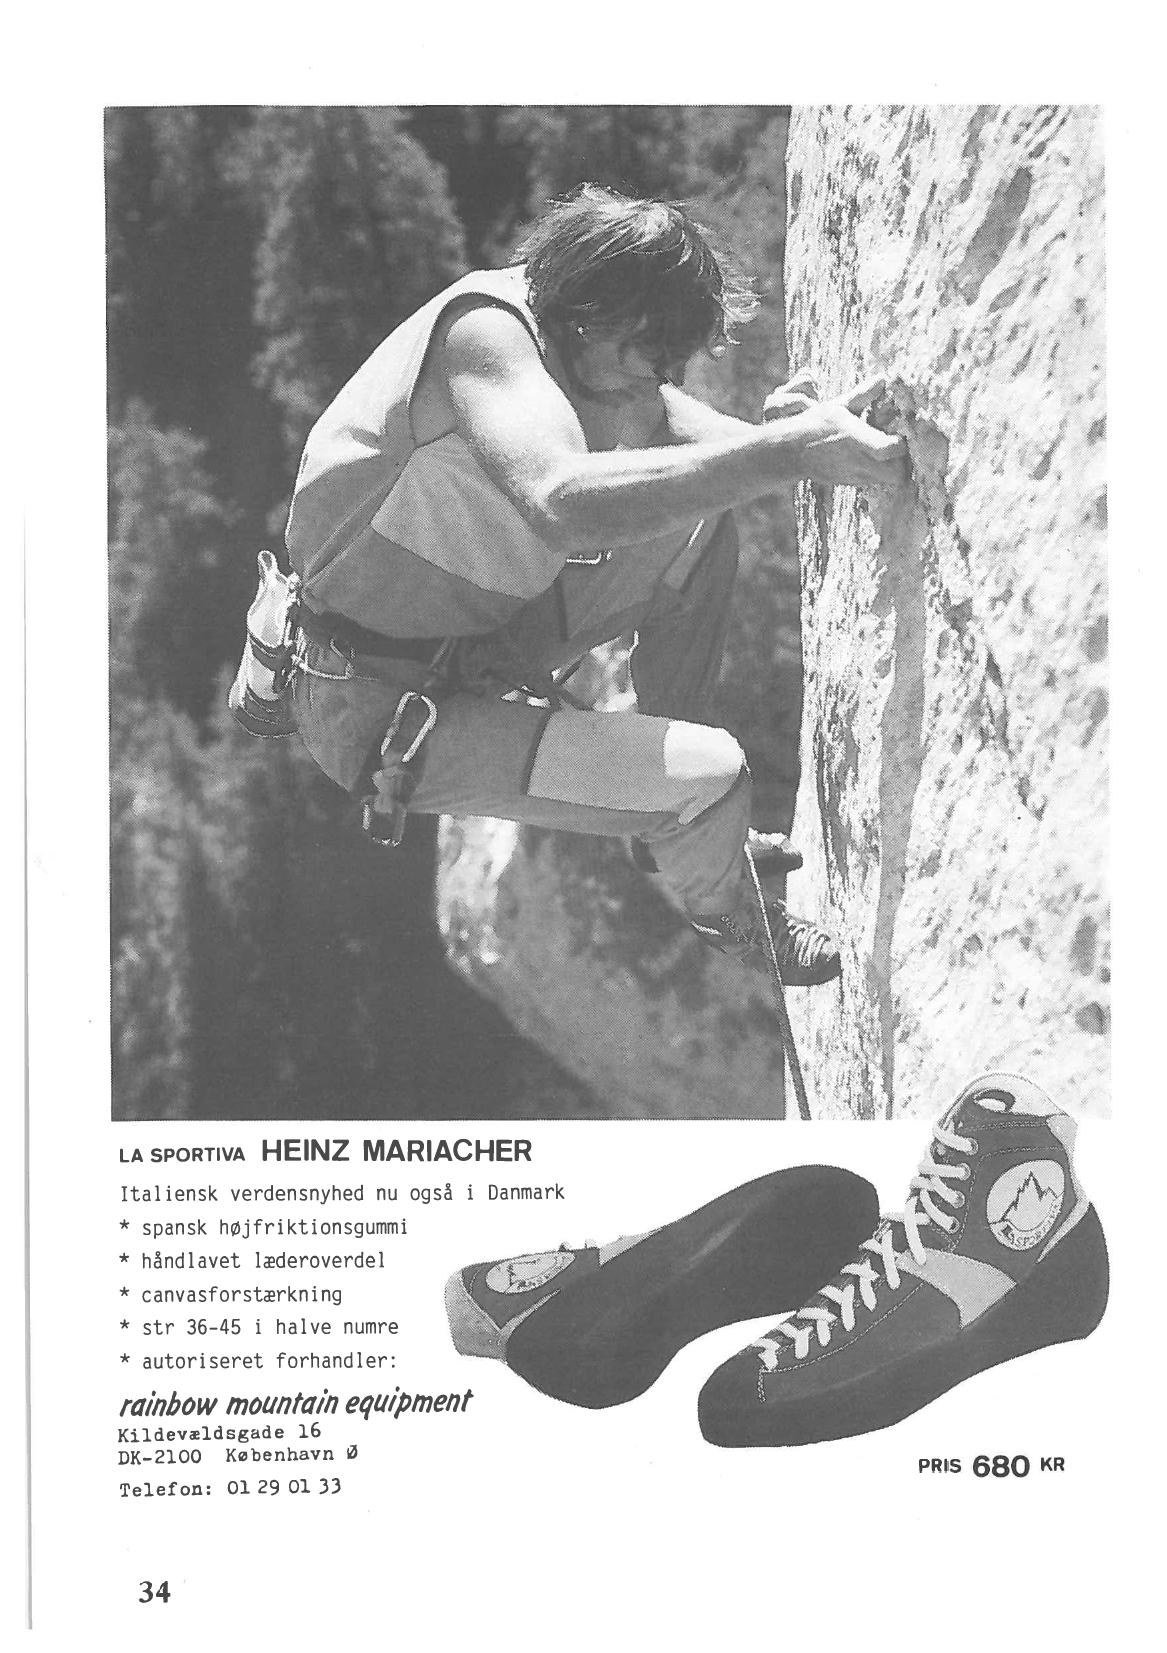 LA SPORTIVA HEINZ MARIACHER
Italiensk verdensnyhed nu også i Danmark
* spansk højfriktionsgummi
* håndlavet læderoverdel
* canvasforstærkning
* str 36-45 i halve numre
* autoriseret forhandler:
rainbow mountain equipment
Kildevældsgade 16
DK-2100 København Ø
Telefon: 01 29 01 33
PRIS 680 KR
34